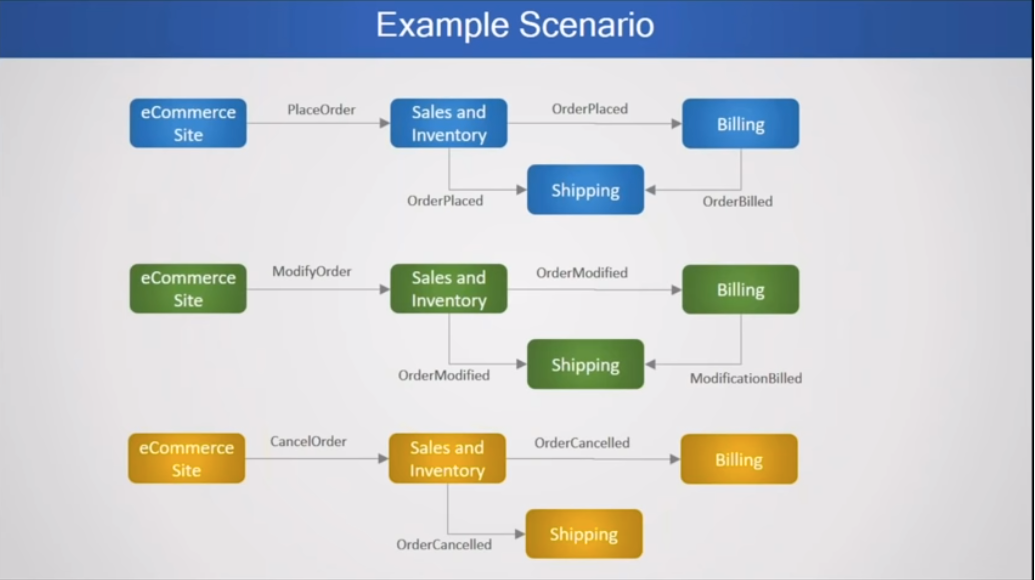 Example Scenario
eCommerce
Site
PlaceOrder
Sales and
Inventory
OrderPlaced
Billing
OrderPlaced
Shipping
OrderBilled
eCommerce
Site
ModifyOrder
Sales and
Inventory
OrderModified
Billing
OrderModified
Shipping
ModificationBilled
eCommerce
Site
CancelOrder
Sales and
Inventory
OrderCancelled
Billing
OrderCancelled
Shipping